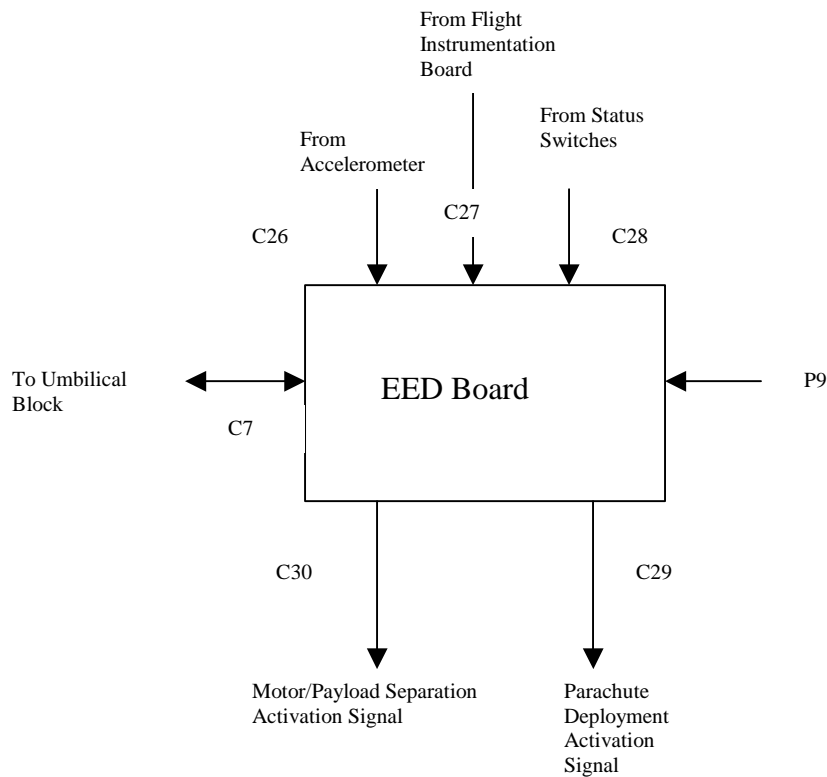 From Flight
Instrumentation
Board
From Status
Switches
From
Accelerometer
C27
C26
C28
To Umbilical
Block
EED Board
P9
C7
C30
C29
Motor/Payload Separation
Activation Signal
Parachute
Deployment
Activation
Signal